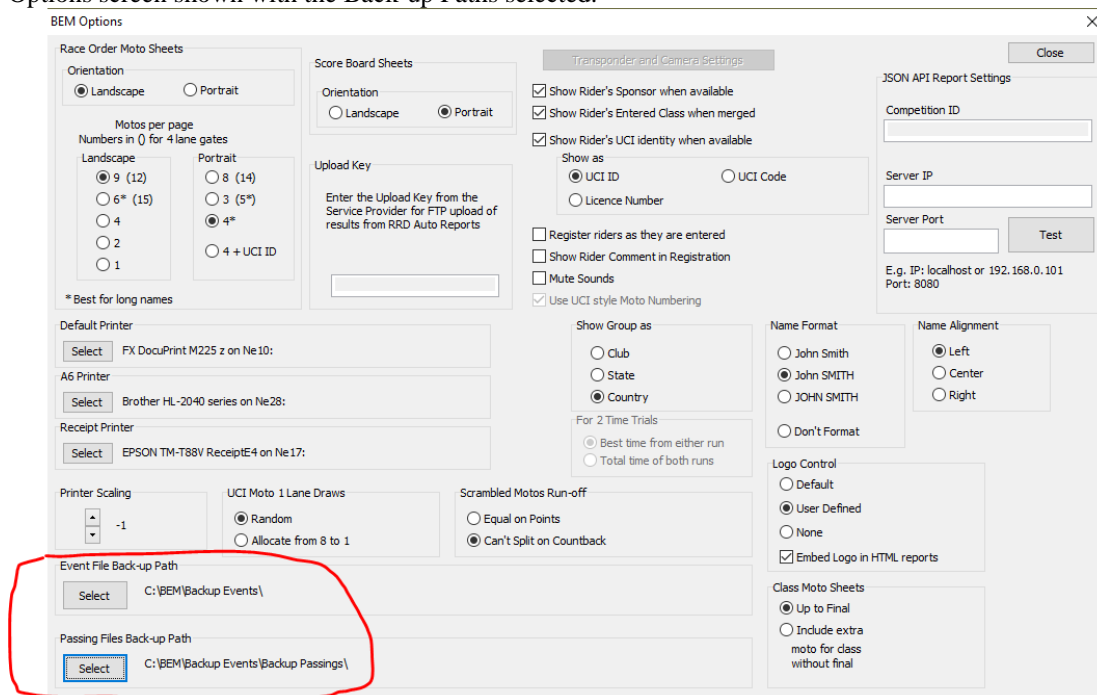 Options screen shown with the Back-up Paths selected.
BEM Options
Race Order Moto Sheets
Orientation
Landscape Portrait
Motos per page
Numbers in () for 4 lane gates
Landscape Portrait
9 (12) 8 (14)
6* (15) 3 (5*)
4 4*
2 4 + UCI ID
1
* Best for long names
Score Board Sheets
Orientation
Landscape Portrait
Upload Key
Enter the Upload Key from the
Service Provider for FTP upload of
results from RRD Auto Reports
Transponder and Camera Settings
Show Rider's Sponsor when available
Show Rider's Entered Class when merged
Show Rider's UCI identity when available
Show as
UCI ID UCI Code
Licence Number
Register riders as they are entered
Show Rider Comment in Registration
Mute Sounds
Use UCI style Moto Numbering
Close
JSON API Report Settings
Competition ID
Server IP
Server Port
Test
E.g. IP: localhost or 192.168.0.101
Port: 8080
Default Printer
Select FX DocuPrint M225 z on Ne10:
A6 Printer
Select Brother HL-2040 series on Ne28:
Receipt Printer
Select EPSON TM-T88V ReceiptE4 on Ne17:
Show Group as
Club
State
Country
For 2 Time Trials
Best time from either run
Total time of both runs
Name Format
John Smith
John SMITH
JOHN SMITH
Don't Format
Name Alignment
Left
Center
Right
Printer Scaling
-1
UCI Moto 1 Lane Draws
Random
Allocate from 8 to 1
Scrambled Motos Run-off
Equal on Points
Can't Split on Countback
Logo Control
Default
User Defined
None
Embed Logo in HTML reports
Event File Back-up Path
Select C:\BEM\Backup Events\
Passing Files Back-up Path
Select C:\BEM\Backup Events\Backup Passings\
Class Moto Sheets
Up to Final
Include extra
moto for class
without final